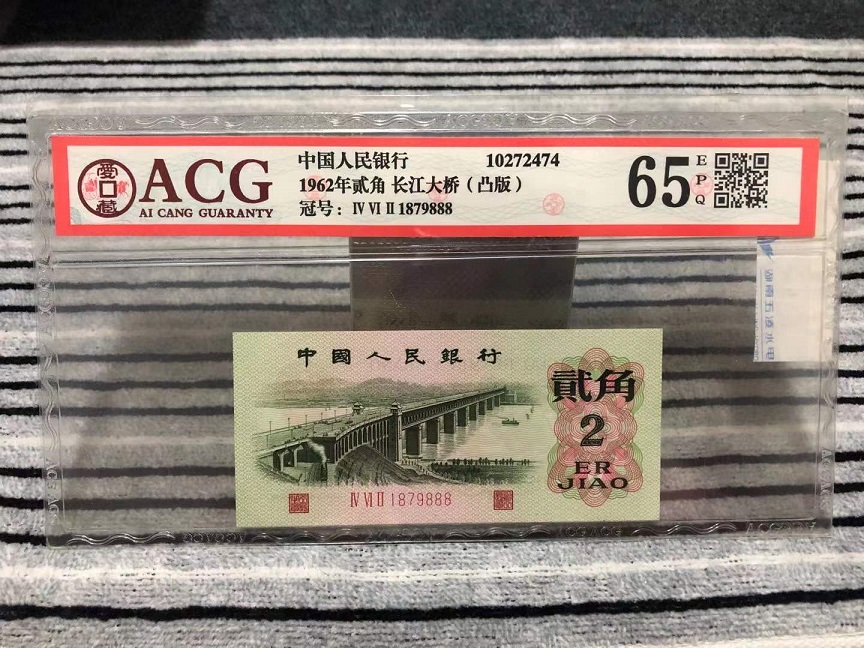 愛藏
ACG
AI CANG GUARANTY
中国人民银行 10272474
1962年贰角 长江大桥（凸版）
冠号：Ⅳ Ⅵ Ⅱ 1879888
65
EPQ
中國人民銀行
貳角
2
ER
JIAO
Ⅳ Ⅵ Ⅱ 1879888